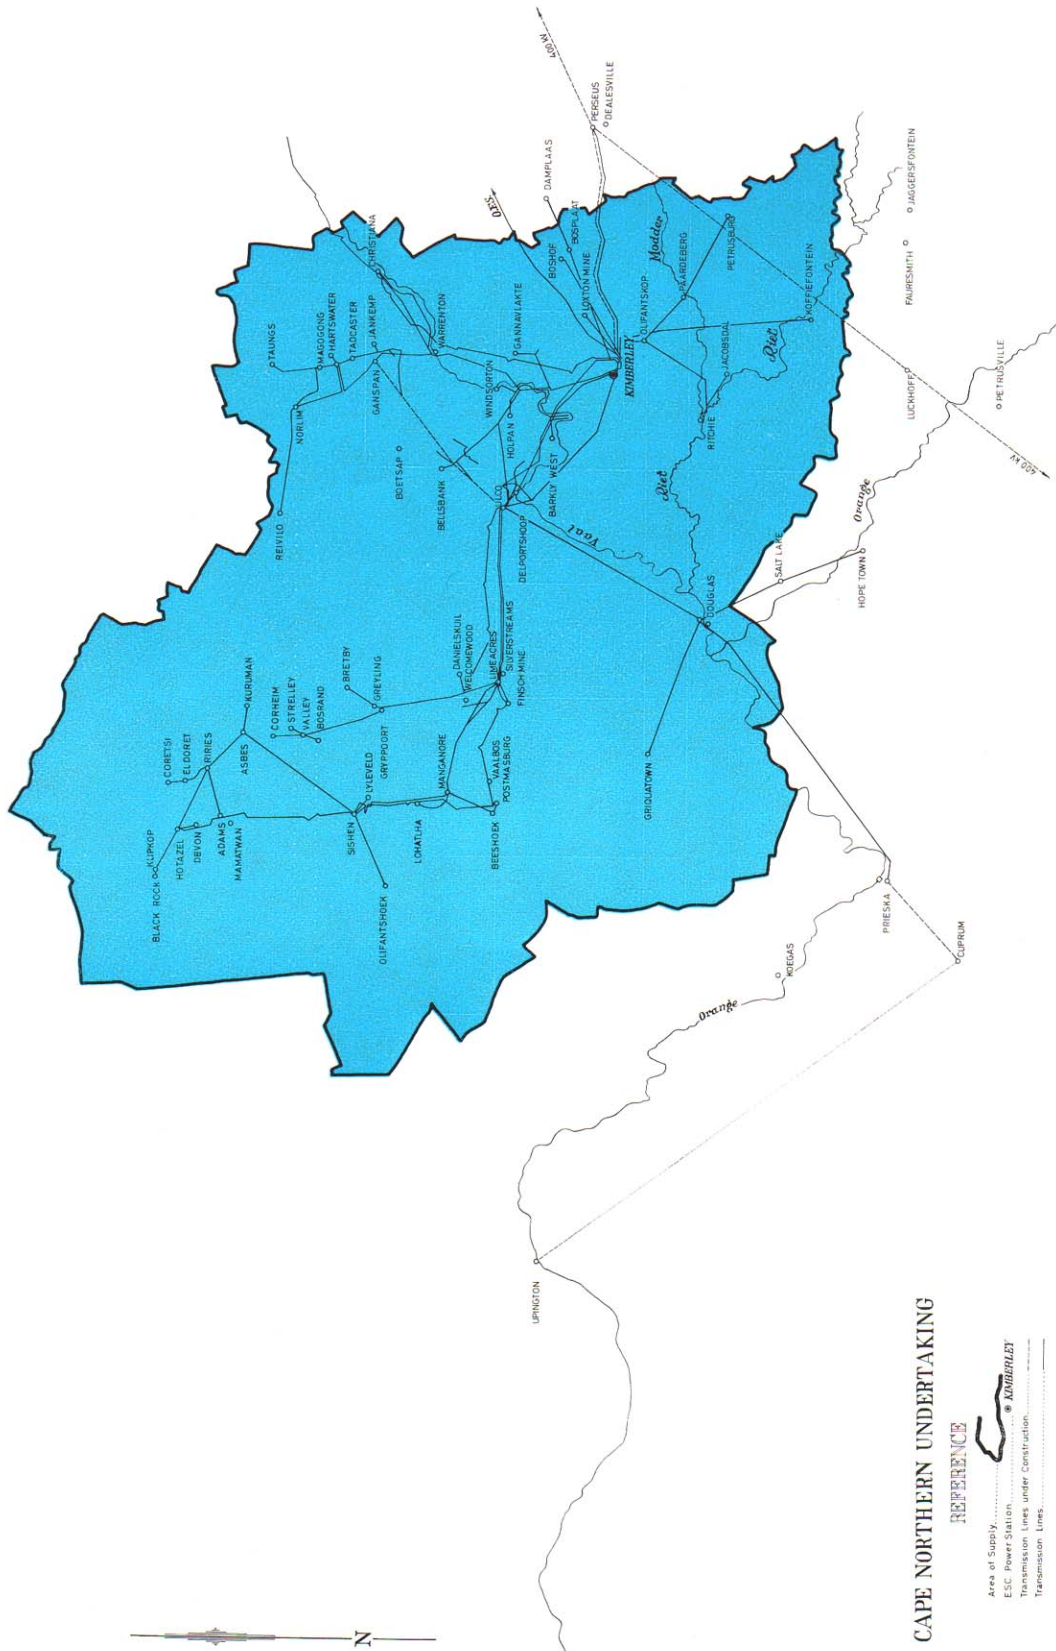 400 kV
PERSEUS
DEALESVILLE
DAMPLAAS
O.F.S.
BOSPLAAT
BOSHOF
LOXTON MINE
CHRISTIANA
TAUNGS
MAGOGONG
HARTSWATER
TADCASTER
JANKEMP
GANSPAN
NORLIM
WARRENTON
GANNAVLAKTE
WINDSORTON
HOLPAN
KIMBERLEY
OLIFANTSHOP
PAARDEBERG
PETRUSBURG
Modder
JACOBSDAL
KOFFIEFONTEIN
Riet
RITCHIE
Riet
JAGGERSFONTEIN
FAURESMITH
LUCKHOFF
PETRUSVILLE
400 kV
REIVILO
BOETSAP
BELLSBANK
ULCO
DELPORTSHOOP
BARKLY WEST
Vaal
Orange
SALT LAKE
HOPE TOWN
DOUGLAS
CORETSI
ELDORET
RIRIES
KURUMAN
ASBES
CORHEIM
STRELLEY
VALLEY
BOSRAND
BRETBY
GREYLING
GRYPPOORT
DANIELSKUIL
WELCOMEWOOD
LIMEACRES
SILVERSTREAMS
FINSCH MINE
BLACK ROCK
KLIPKOP
HOTAZEL
DEVON
ADAMS
MAMATWAN
SISHEN
LYLEVELD
LOHATLHA
MANGANORE
BEESHOEK
VAALBOS
POSTMASBURG
OLIFANTSHOEK
GRIQUATOWN
PRIESKA
CUPRUM
KOEGAS
Orange
UPINGTON
N
CAPE NORTHERN UNDERTAKING
REFERENCE
Area of Supply
E.S.C. Power Station KIMBERLEY
Transmission Lines under Construction
Transmission Lines